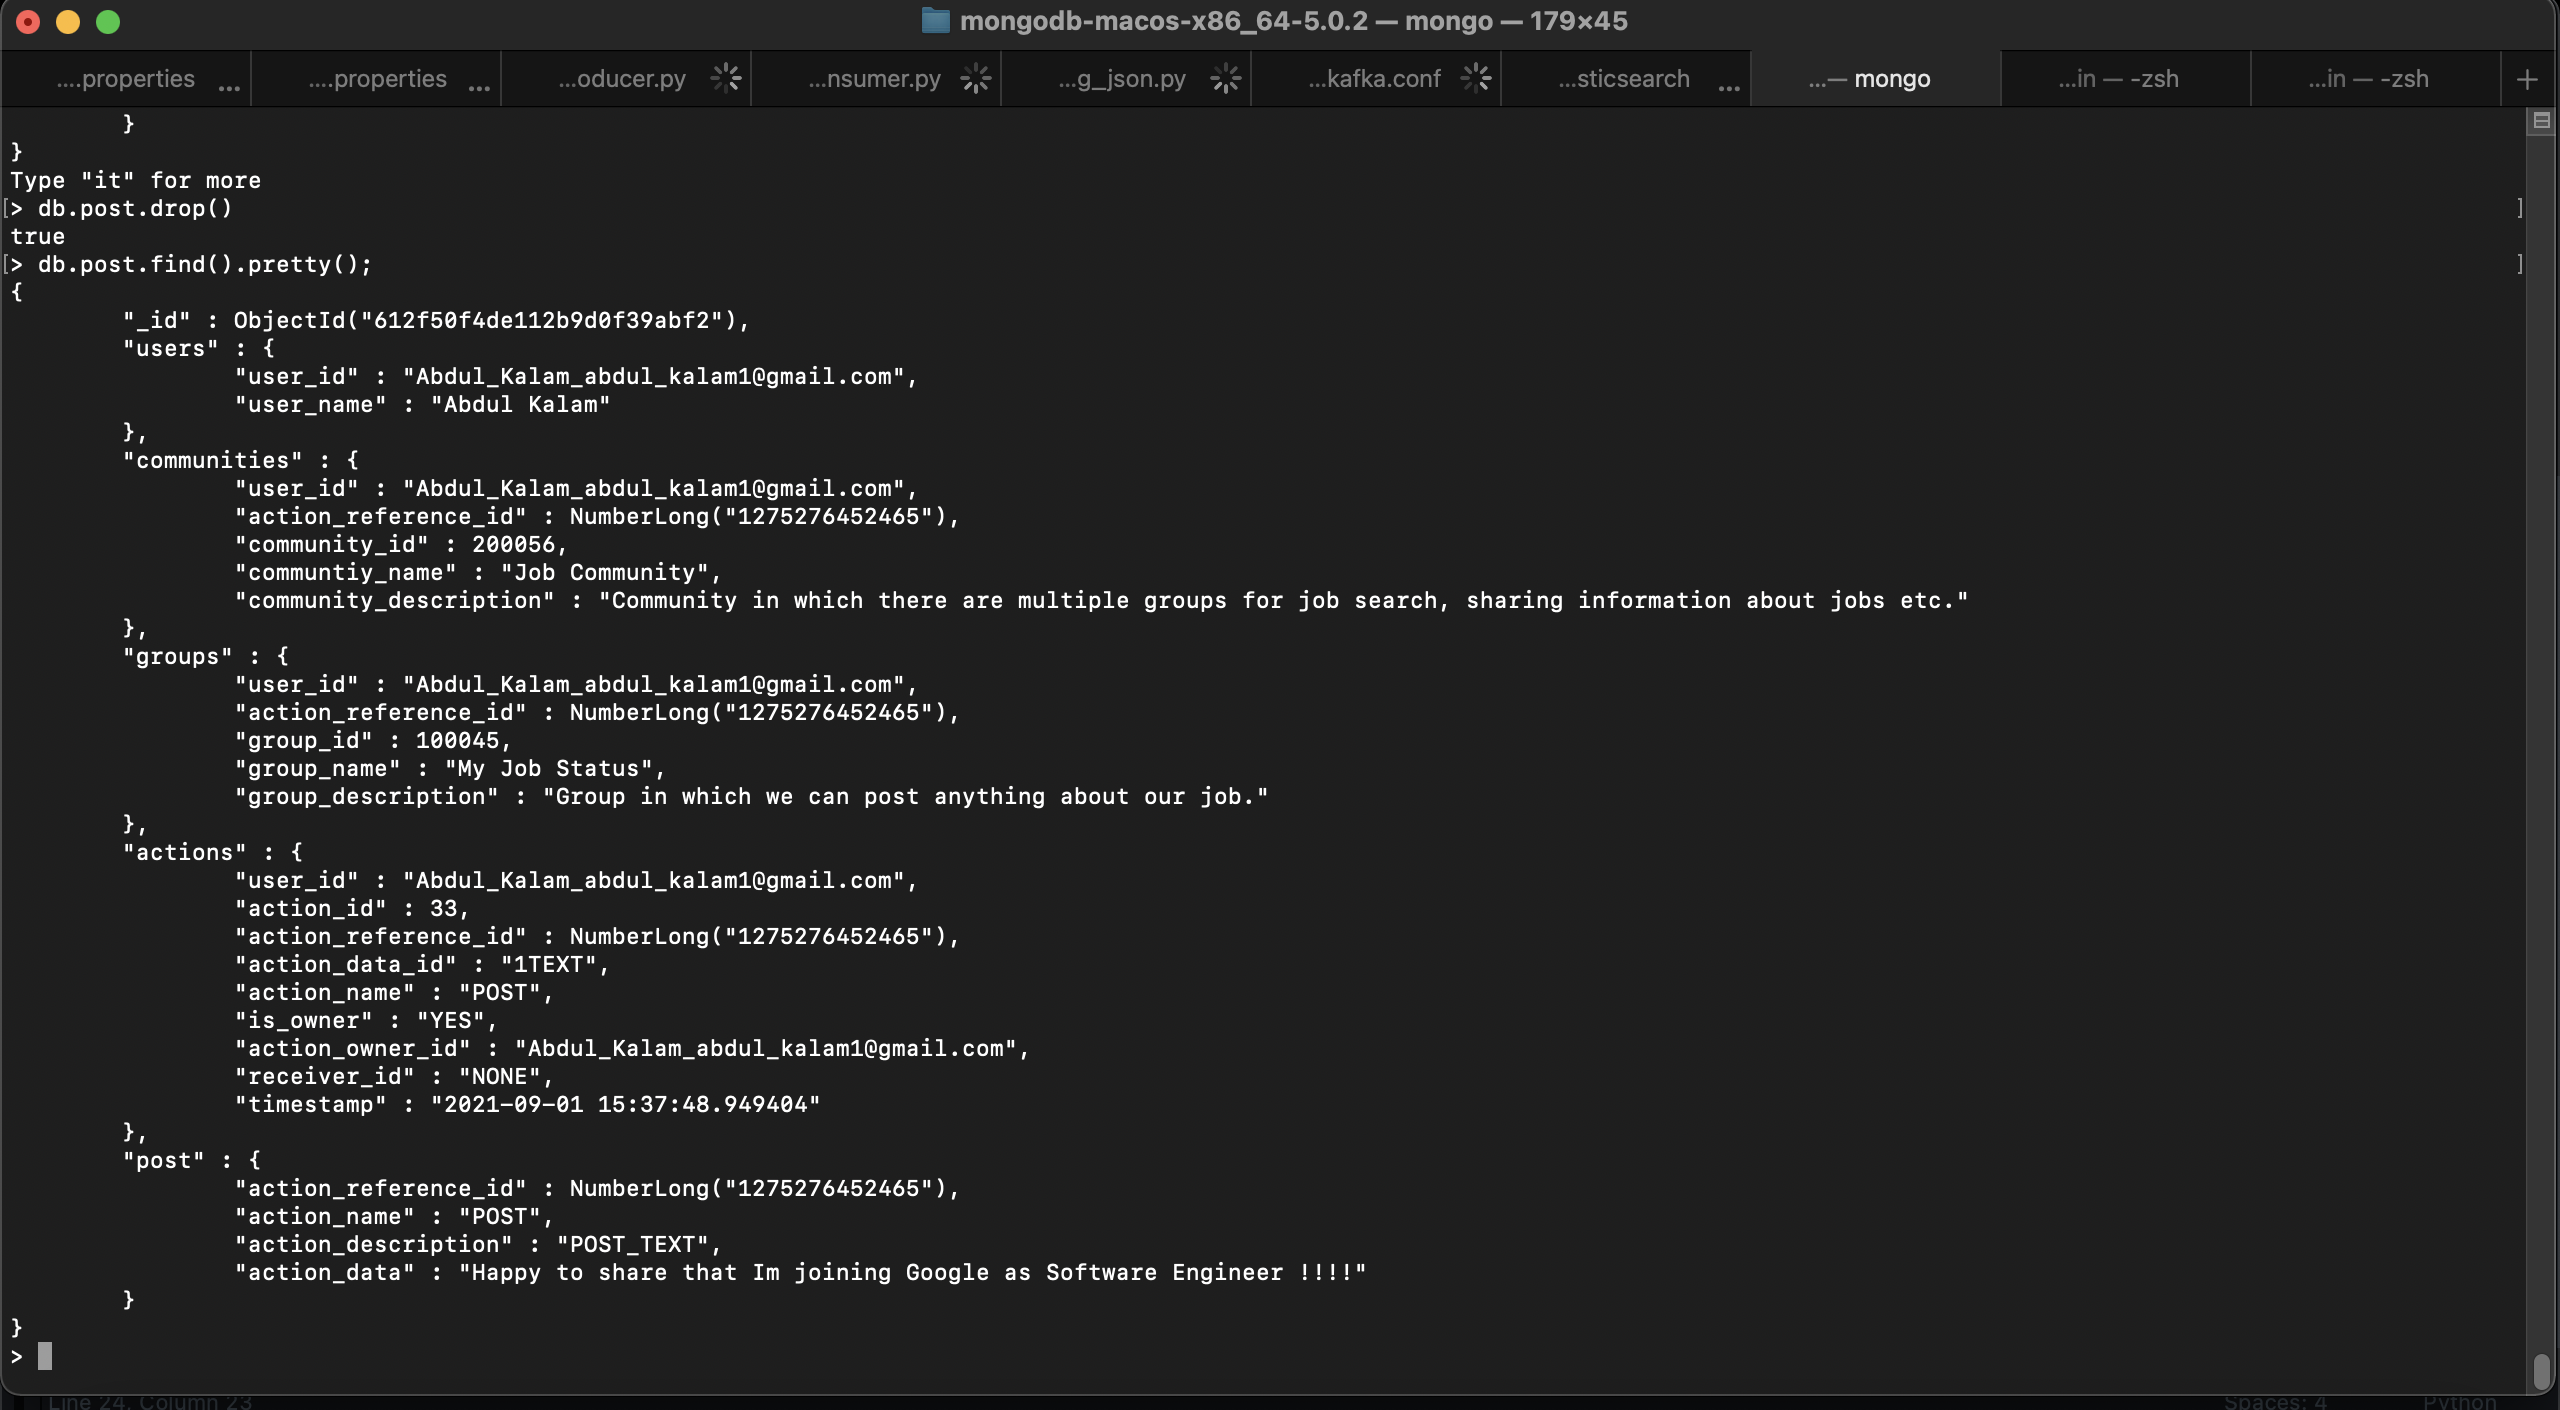 mongodb-macos-x86_64-5.0.2 — mongo — 179×45
....properties ... ....properties ... ...oducer.py ...nsumer.py ...g_json.py ...kafka.conf ...sticsearch ... ...— mongo ...in — -zsh ...in — -zsh +
}
}
Type "it" for more
[> db.post.drop() ]
true
[> db.post.find().pretty(); ]
{
"_id" : ObjectId("612f50f4de112b9d0f39abf2"),
"users" : {
"user_id" : "Abdul_Kalam_abdul_kalam1@gmail.com",
"user_name" : "Abdul Kalam"
},
"communities" : {
"user_id" : "Abdul_Kalam_abdul_kalam1@gmail.com",
"action_reference_id" : NumberLong("1275276452465"),
"community_id" : 200056,
"communtiy_name" : "Job Community",
"community_description" : "Community in which there are multiple groups for job search, sharing information about jobs etc."
},
"groups" : {
"user_id" : "Abdul_Kalam_abdul_kalam1@gmail.com",
"action_reference_id" : NumberLong("1275276452465"),
"group_id" : 100045,
"group_name" : "My Job Status",
"group_description" : "Group in which we can post anything about our job."
},
"actions" : {
"user_id" : "Abdul_Kalam_abdul_kalam1@gmail.com",
"action_id" : 33,
"action_reference_id" : NumberLong("1275276452465"),
"action_data_id" : "1TEXT",
"action_name" : "POST",
"is_owner" : "YES",
"action_owner_id" : "Abdul_Kalam_abdul_kalam1@gmail.com",
"receiver_id" : "NONE",
"timestamp" : "2021-09-01 15:37:48.949404"
},
"post" : {
"action_reference_id" : NumberLong("1275276452465"),
"action_name" : "POST",
"action_description" : "POST_TEXT",
"action_data" : "Happy to share that Im joining Google as Software Engineer !!!!"
}
}
>
Line 24, Column 23 Spaces: 4 Python